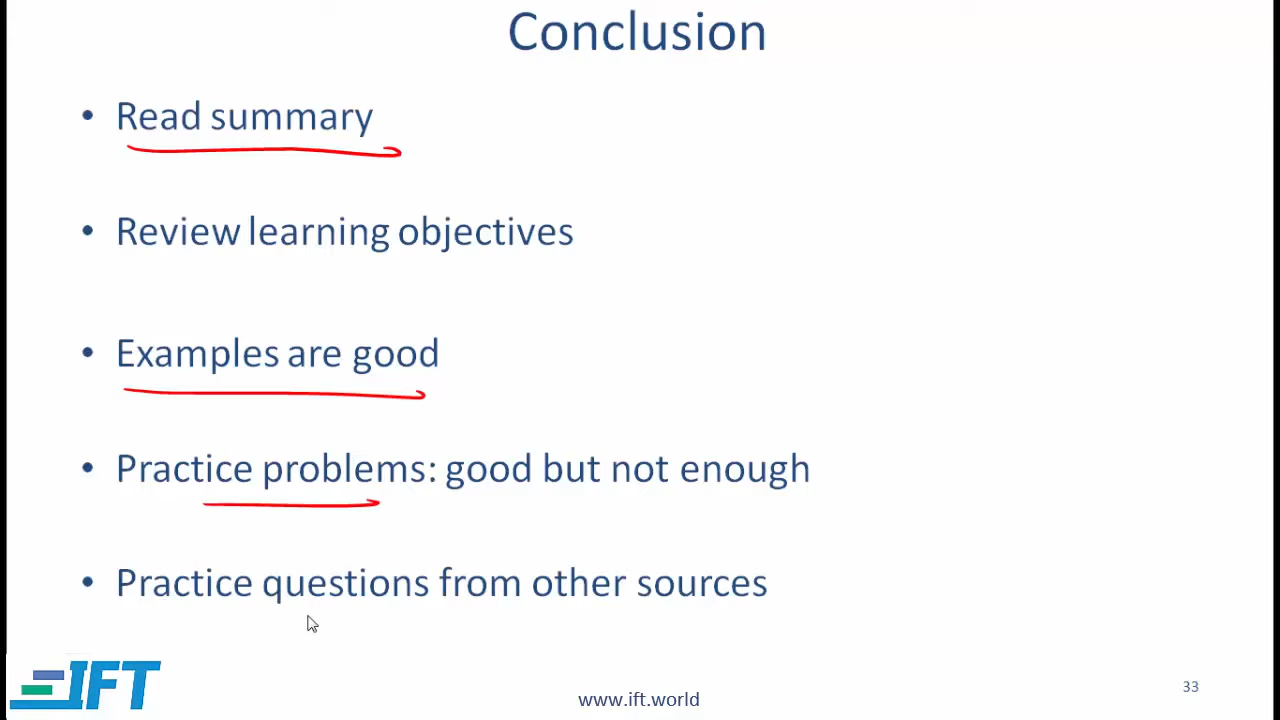 Conclusion
• Read summary
• Review learning objectives
• Examples are good
• Practice problems: good but not enough
• Practice questions from other sources
IFT
www.ift.world
33